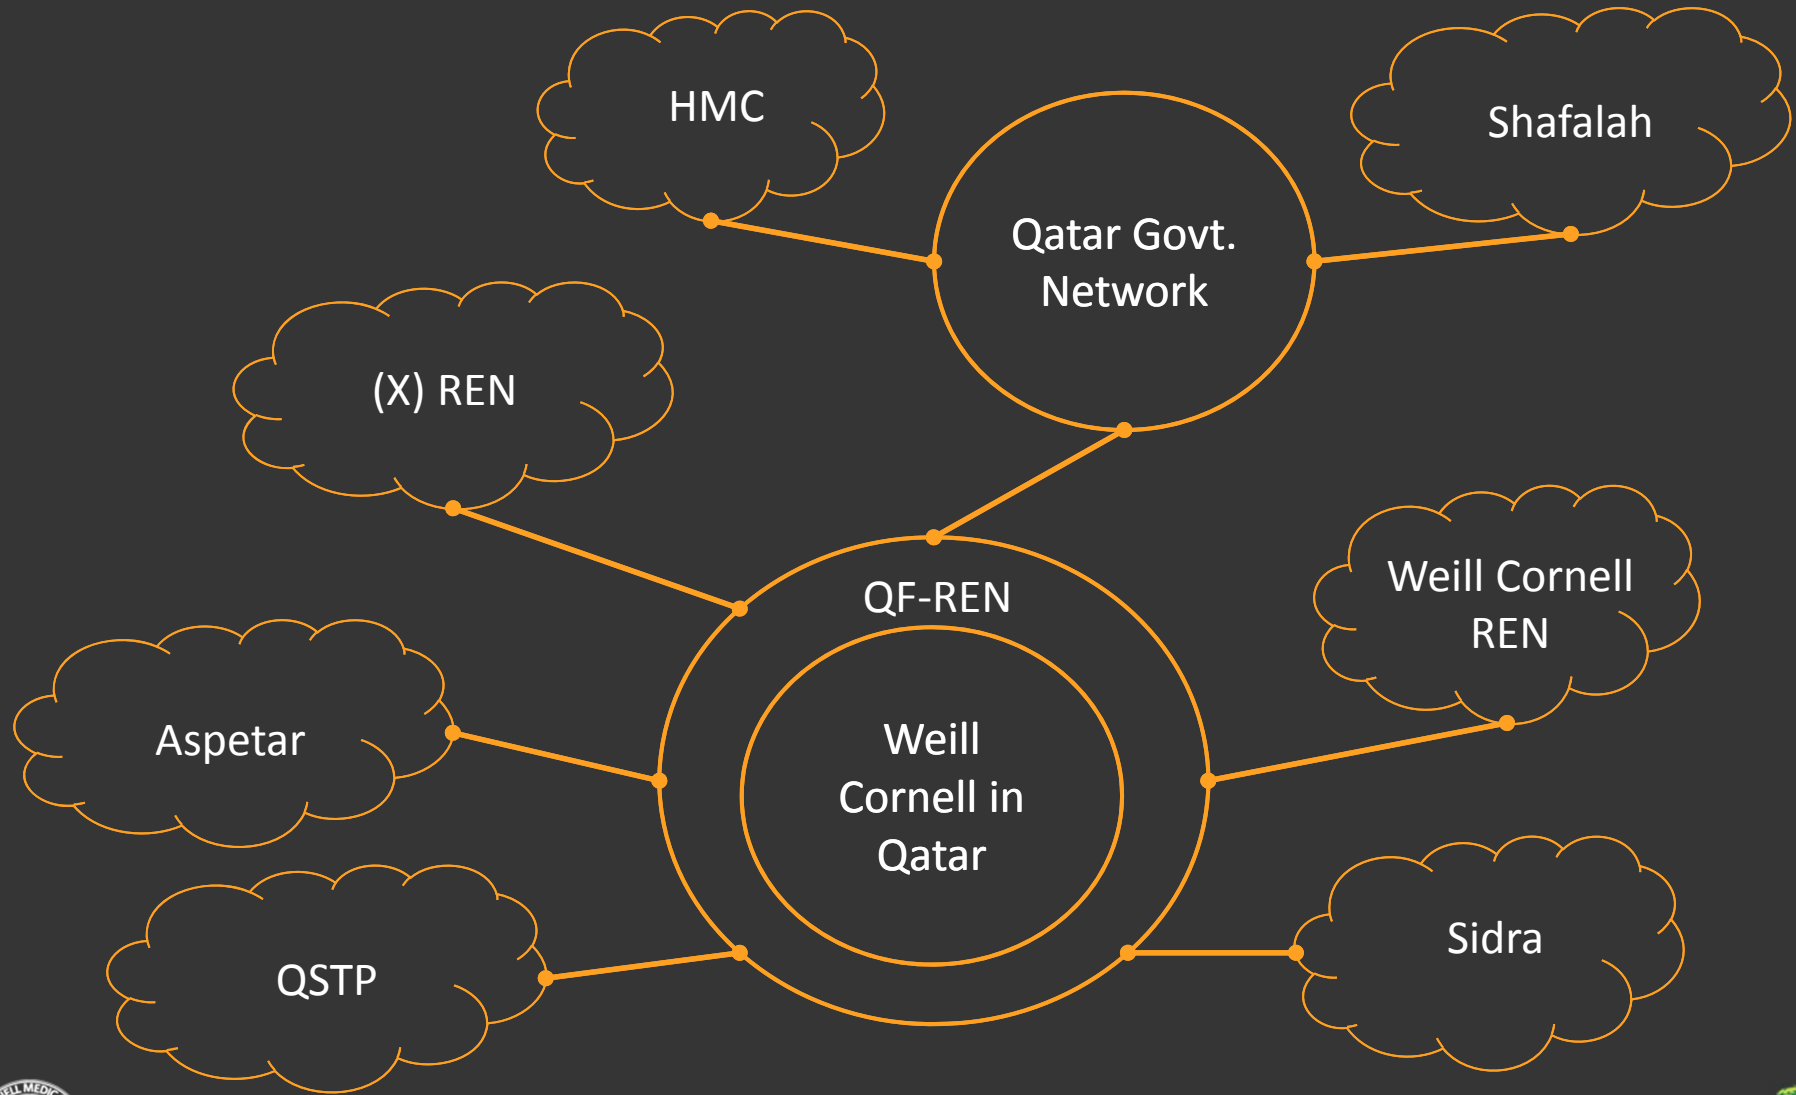 HMC
Shafalah
Qatar Govt.
Network
(X) REN
QF-REN
Weill Cornell
REN
Aspetar
Weill
Cornell in
Qatar
QSTP
Sidra